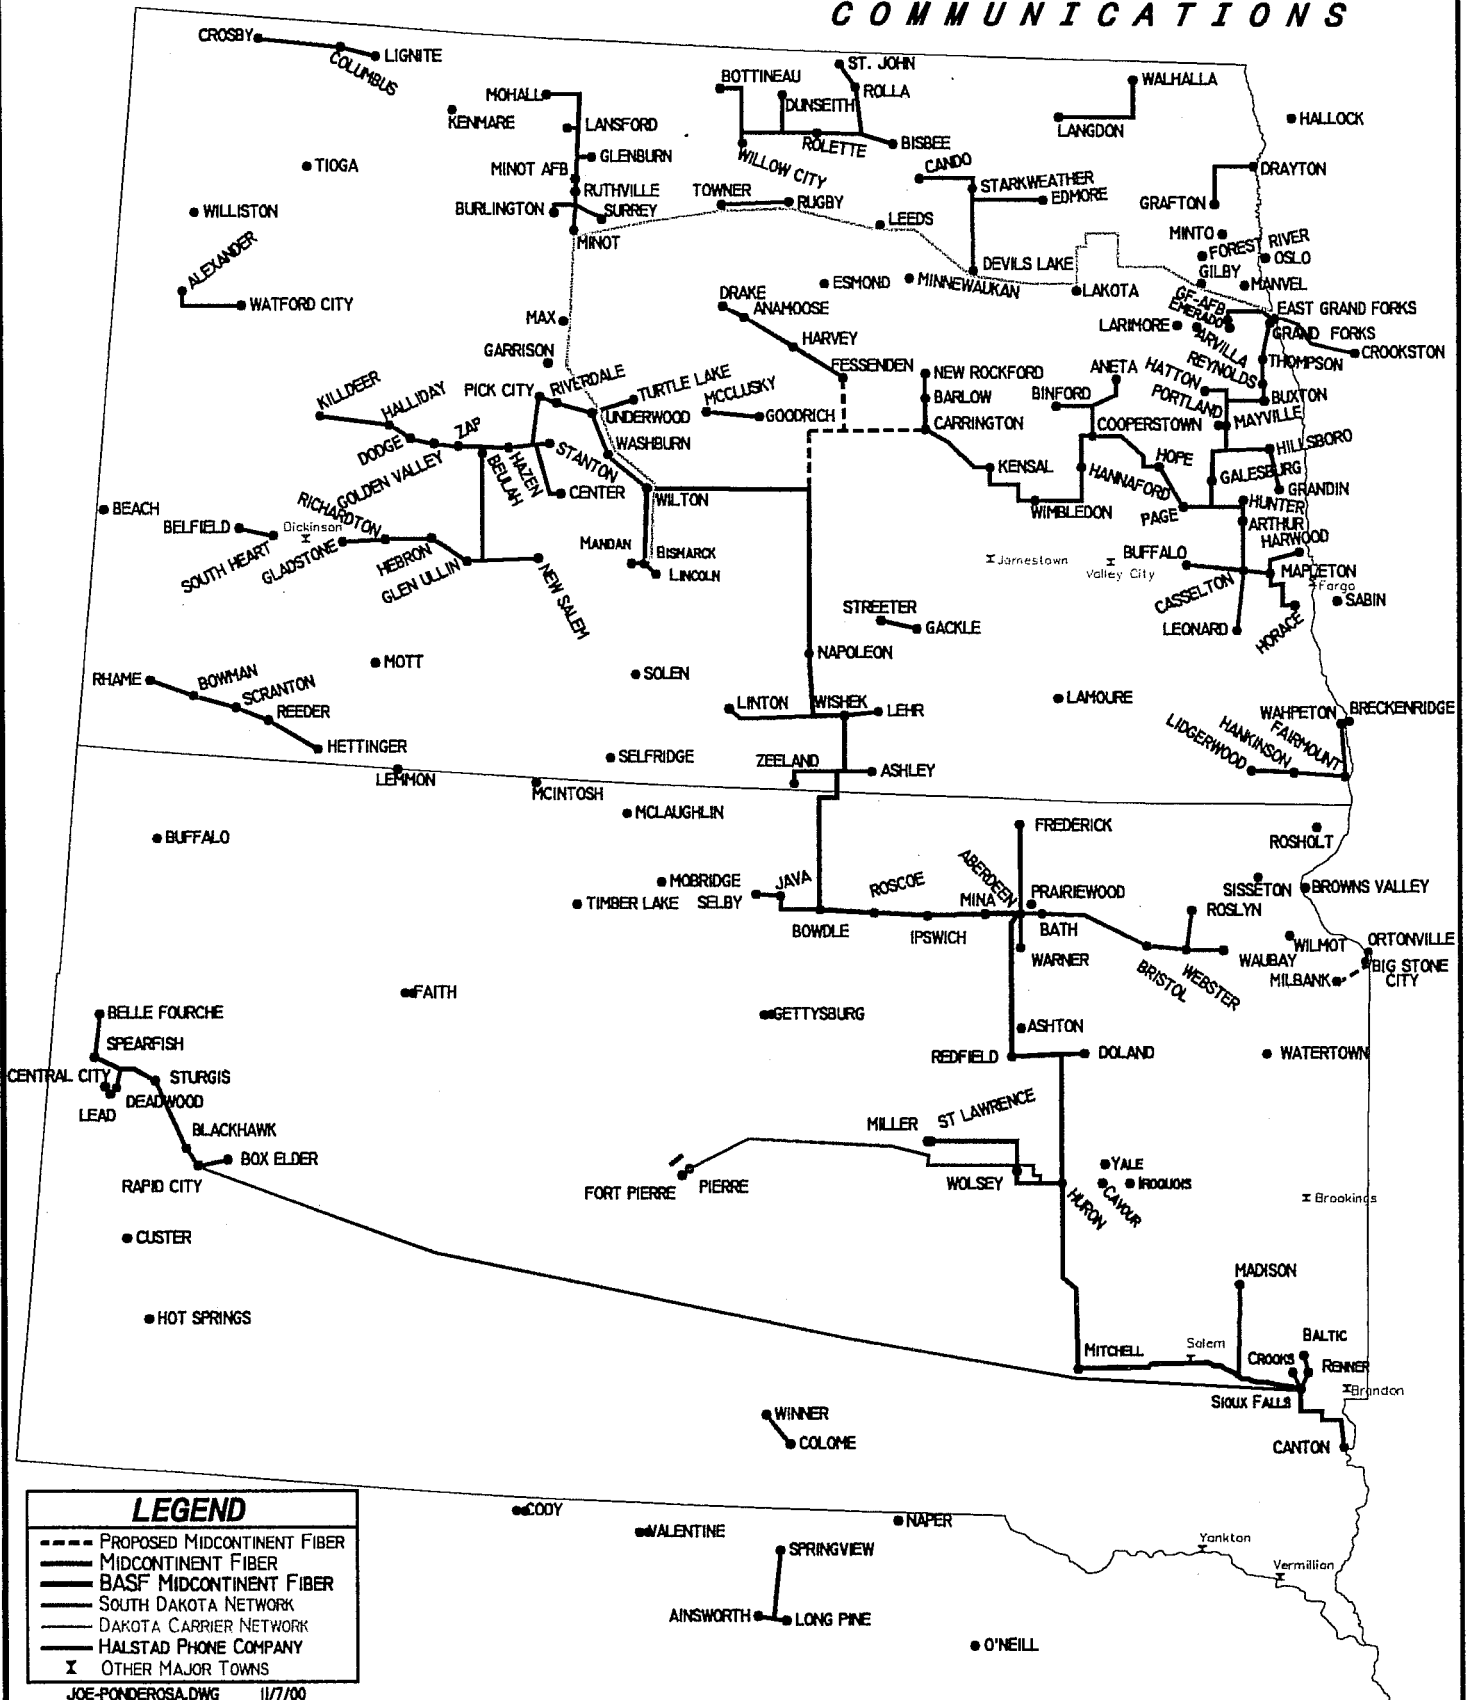 COMMUNICATIONS
CROSBY
COLUMBUS
LIGNITE
MOHALL
KENMARE
LANSFORD
GLENBURN
MINOT AFB
RUTHVILLE
BURLINGTON
SURREY
MINOT
TIOGA
WILLISTON
ALEXANDER
WATFORD CITY
BOTTINEAU
DUNSEITH
ST. JOHN
ROLLA
ROLETTE
BISBEE
WILLOW CITY
TOWNER
RUGBY
CANDO
STARKWEATHER
EDMORE
LEEDS
DEVILS LAKE
WALHALLA
LANGDON
HALLOCK
DRAYTON
GRAFTON
MINTO
FOREST RIVER
OSLO
GILBY
MANVEL
LAKOTA
MINNEWAUKAN
ESMOND
GF-AFB
EMERADO
EAST GRAND FORKS
GRAND FORKS
LARIMORE
ARVILLA
CROOKSTON
THOMPSON
REYNOLDS
BUXTON
HATTON
PORTLAND
MAYVILLE
HILLSBORO
GALESBURG
GRANDIN
HUNTER
ARTHUR
HARWOOD
MAX
GARRISON
DRAKE
ANAMOOSE
HARVEY
FESSENDEN
NEW ROCKFORD
BARLOW
CARRINGTON
ANETA
BINFORD
COOPERSTOWN
HOPE
HANNAFORD
KENSAL
WIMBLEDON
PAGE
KILLDEER
HALLIDAY
DODGE
GOLDEN VALLEY
ZAP
BEULAH
HAZEN
STANTON
CENTER
PICK CITY
RIVERDALE
TURTLE LAKE
UNDERWOOD
WASHBURN
MCCLUSKY
GOODRICH
WILTON
MANDAN
BISMARCK
LINCOLN
BEACH
BELFIELD
SOUTH HEART
Dickinson
GLADSTONE
RICHARDTON
HEBRON
GLEN ULLIN
NEW SALEM
Jamestown
Valley City
BUFFALO
CASSELTON
MAPLETON
Fargo
SABIN
LEONARD
HORACE
STREETER
GACKLE
NAPOLEON
MOTT
SOLEN
RHAME
BOWMAN
SCRANTON
REEDER
HETTINGER
LINTON
WISHEK
LEHR
LAMOURE
WAHPETON
BRECKENRIDGE
FAIRMOUNT
HANKINSON
LIDGERWOOD
SELFRIDGE
ZEELAND
ASHLEY
LEMMON
MCINTOSH
MCLAUGHLIN
BUFFALO
FREDERICK
ROSHOLT
MOBRIDGE
TIMBER LAKE
SELBY
JAVA
ROSCOE
BOWDLE
IPSWICH
MINA
ABERDEEN
PRAIRIEWOOD
BATH
WARNER
SISSETON
BROWNS VALLEY
ROSLYN
BRISTOL
WEBSTER
WAUBAY
WILMOT
ORTONVILLE
BIG STONE
CITY
MILBANK
FAITH
GETTYSBURG
ASHTON
REDFIELD
DOLAND
WATERTOWN
BELLE FOURCHE
SPEARFISH
CENTRAL CITY
STURGIS
DEADWOOD
LEAD
BLACKHAWK
BOX ELDER
RAPID CITY
MILLER
ST LAWRENCE
FORT PIERRE
PIERRE
WOLSEY
HURON
YALE
CAVOUR
IROQUOIS
Brookings
CUSTER
HOT SPRINGS
MADISON
MITCHELL
Salem
BALTIC
CROOKS
RENNER
Brandon
SIOUX FALLS
CANTON
WINNER
COLOME
CODY
VALENTINE
NAPER
SPRINGVIEW
AINSWORTH
LONG PINE
O'NEILL
Yankton
Vermillion
LEGEND
PROPOSED MIDCONTINENT FIBER
MIDCONTINENT FIBER
BASF MIDCONTINENT FIBER
SOUTH DAKOTA NETWORK
DAKOTA CARRIER NETWORK
HALSTAD PHONE COMPANY
OTHER MAJOR TOWNS
JOE-PONDEROSA.DWG 11/7/00